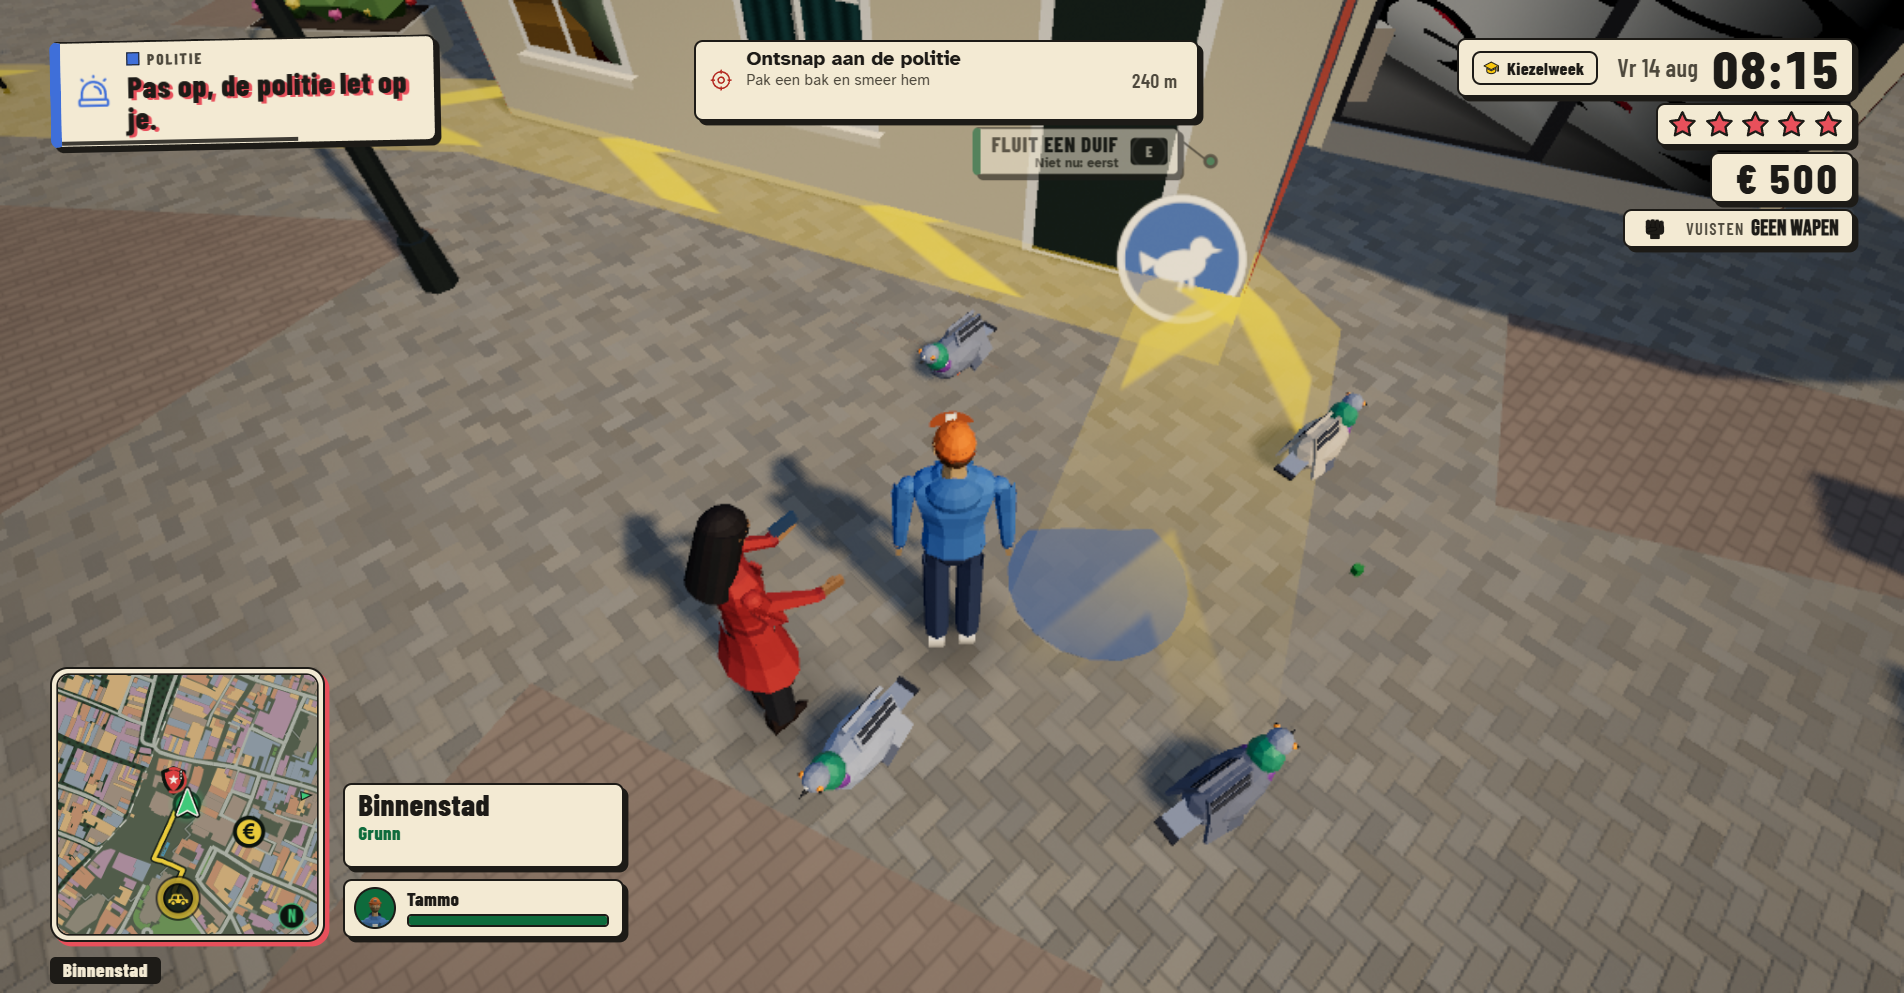 POLITIE
Pas op, de politie let op
je.
Ontsnap aan de politie
Pak een bak en smeer hem
240 m
Kiezelweek
Vr 14 aug
08:15
€ 500
VUISTEN GEEN WAPEN
FLUIT EEN DUIF
Niet nu: eerst
E
€
N
Binnenstad
Grunn
Tammo
Binnenstad